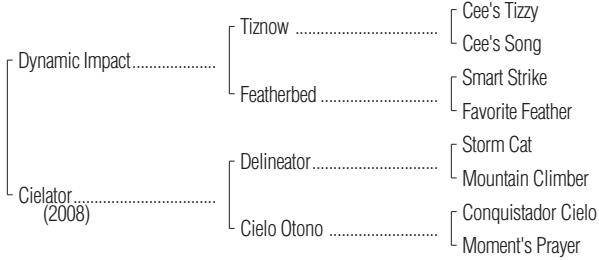 Cee's Tizzy
Tiznow ................................
Cee's Song
Dynamic Impact....................
Smart Strike
Featherbed ..........................
Favorite Feather
Storm Cat
Delineator............................
Mountain Climber
Cielator..................................
(2008)
Conquistador Cielo
Cielo Otono ........................
Moment's Prayer